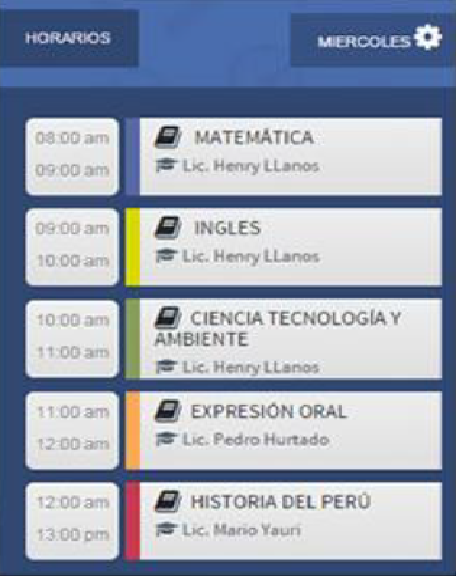 HORARIOS
MIERCOLES
08:00 am
09:00 am
MATEMÁTICA
Lic. Henry LLanos
09:00 am
10:00 am
INGLES
Lic. Henry LLanos
10:00 am
11:00 am
CIENCIA TECNOLOGÍA Y
AMBIENTE
Lic. Henry LLanos
11:00 am
12:00 am
EXPRESIÓN ORAL
Lic. Pedro Hurtado
12:00 am
13:00 pm
HISTORIA DEL PERÚ
Lic. Mario Yauri